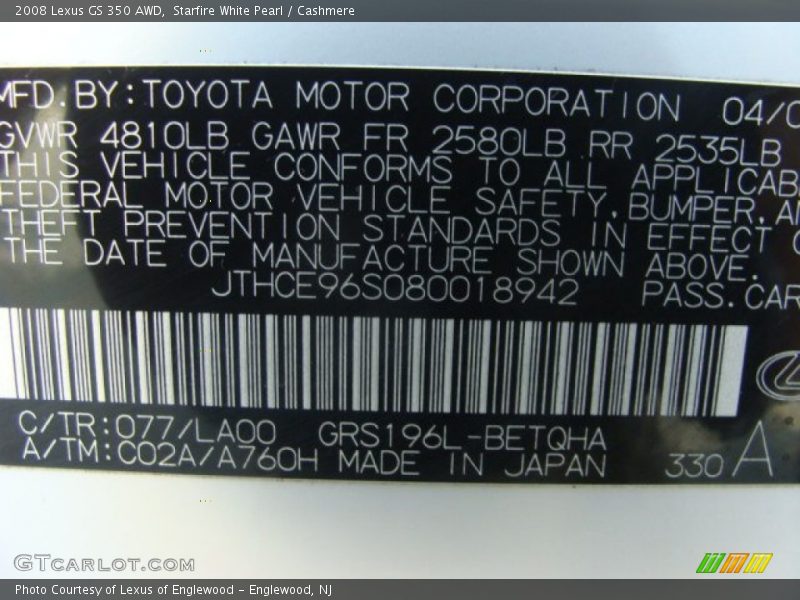 2008 Lexus GS 350 AWD, Starfire White Pearl / Cashmere
MFD. BY: TOYOTA MOTOR CORPORATION 04/0
GVWR 4810LB GAWR FR 2580LB RR 2535LB
THIS VEHICLE CONFORMS TO ALL APPLICAB
FEDERAL MOTOR VEHICLE SAFETY, BUMPER, AN
THEFT PREVENTION STANDARDS IN EFFECT O
THE DATE OF MANUFACTURE SHOWN ABOVE.
JTHCE96S080018942 PASS. CAR
C/TR: 077/LA00 GRS196L-BETQHA
A/TM: C02A/A760H MADE IN JAPAN 330 A
GTCARLOT.COM
Photo Courtesy of Lexus of Englewood – Englewood, NJ